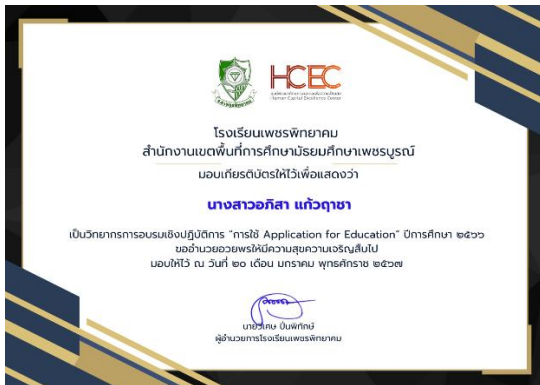 HCEC
Human Capital Excellence Center
โรงเรียนเพชรพิทยาคม
สำนักงานเขตพื้นที่การศึกษามัธยมศึกษาเพชรบูรณ์
มอบเกียรติบัตรให้ไว้เพื่อแสดงว่า
นางสาวอภิสา แก้วฤาชา
เป็นวิทยากรการอบรมเชิงปฏิบัติการ "การใช้ Application for Education" ปีการศึกษา ๒๕๖๖
ขออำนวยอวยพรให้มีความสุขความเจริญสืบไป
มอบให้ไว้ ณ วันที่ ๒๐ เดือน มกราคม พุทธศักราช ๒๕๖๗
ปิ่นพิทักษ์
ผู้อำนวยการโรงเรียนเพชรพิทยาคม